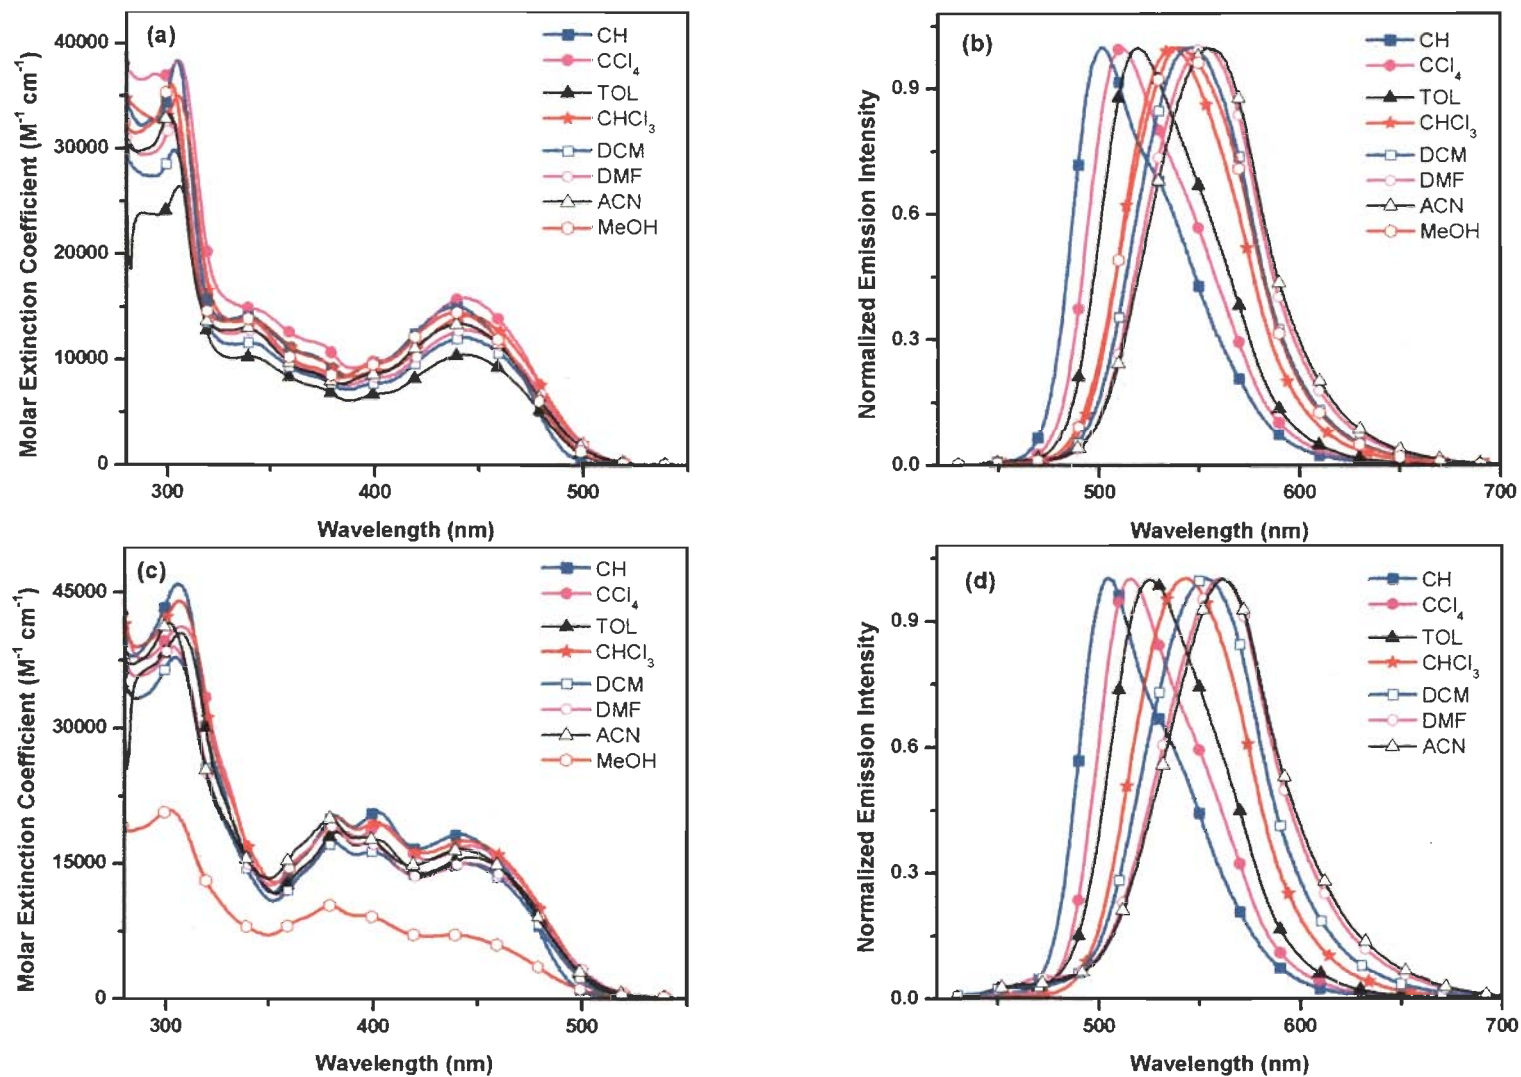 (a)
Molar Extinction Coefficient (M⁻¹ cm⁻¹)
40000
30000
20000
10000
0
300
400
500
Wavelength (nm)
CH
CCl₄
TOL
CHCl₃
DCM
DMF
ACN
MeOH
(b)
Normalized Emission Intensity
0.9
0.6
0.3
0.0
500
600
700
Wavelength (nm)
CH
CCl₄
TOL
CHCl₃
DCM
DMF
ACN
MeOH
(c)
Molar Extinction Coefficient (M⁻¹ cm⁻¹)
45000
30000
15000
0
300
400
500
Wavelength (nm)
CH
CCl₄
TOL
CHCl₃
DCM
DMF
ACN
MeOH
(d)
Normalized Emission Intensity
0.9
0.6
0.3
0.0
500
600
700
Wavelength (nm)
CH
CCl₄
TOL
CHCl₃
DCM
DMF
ACN